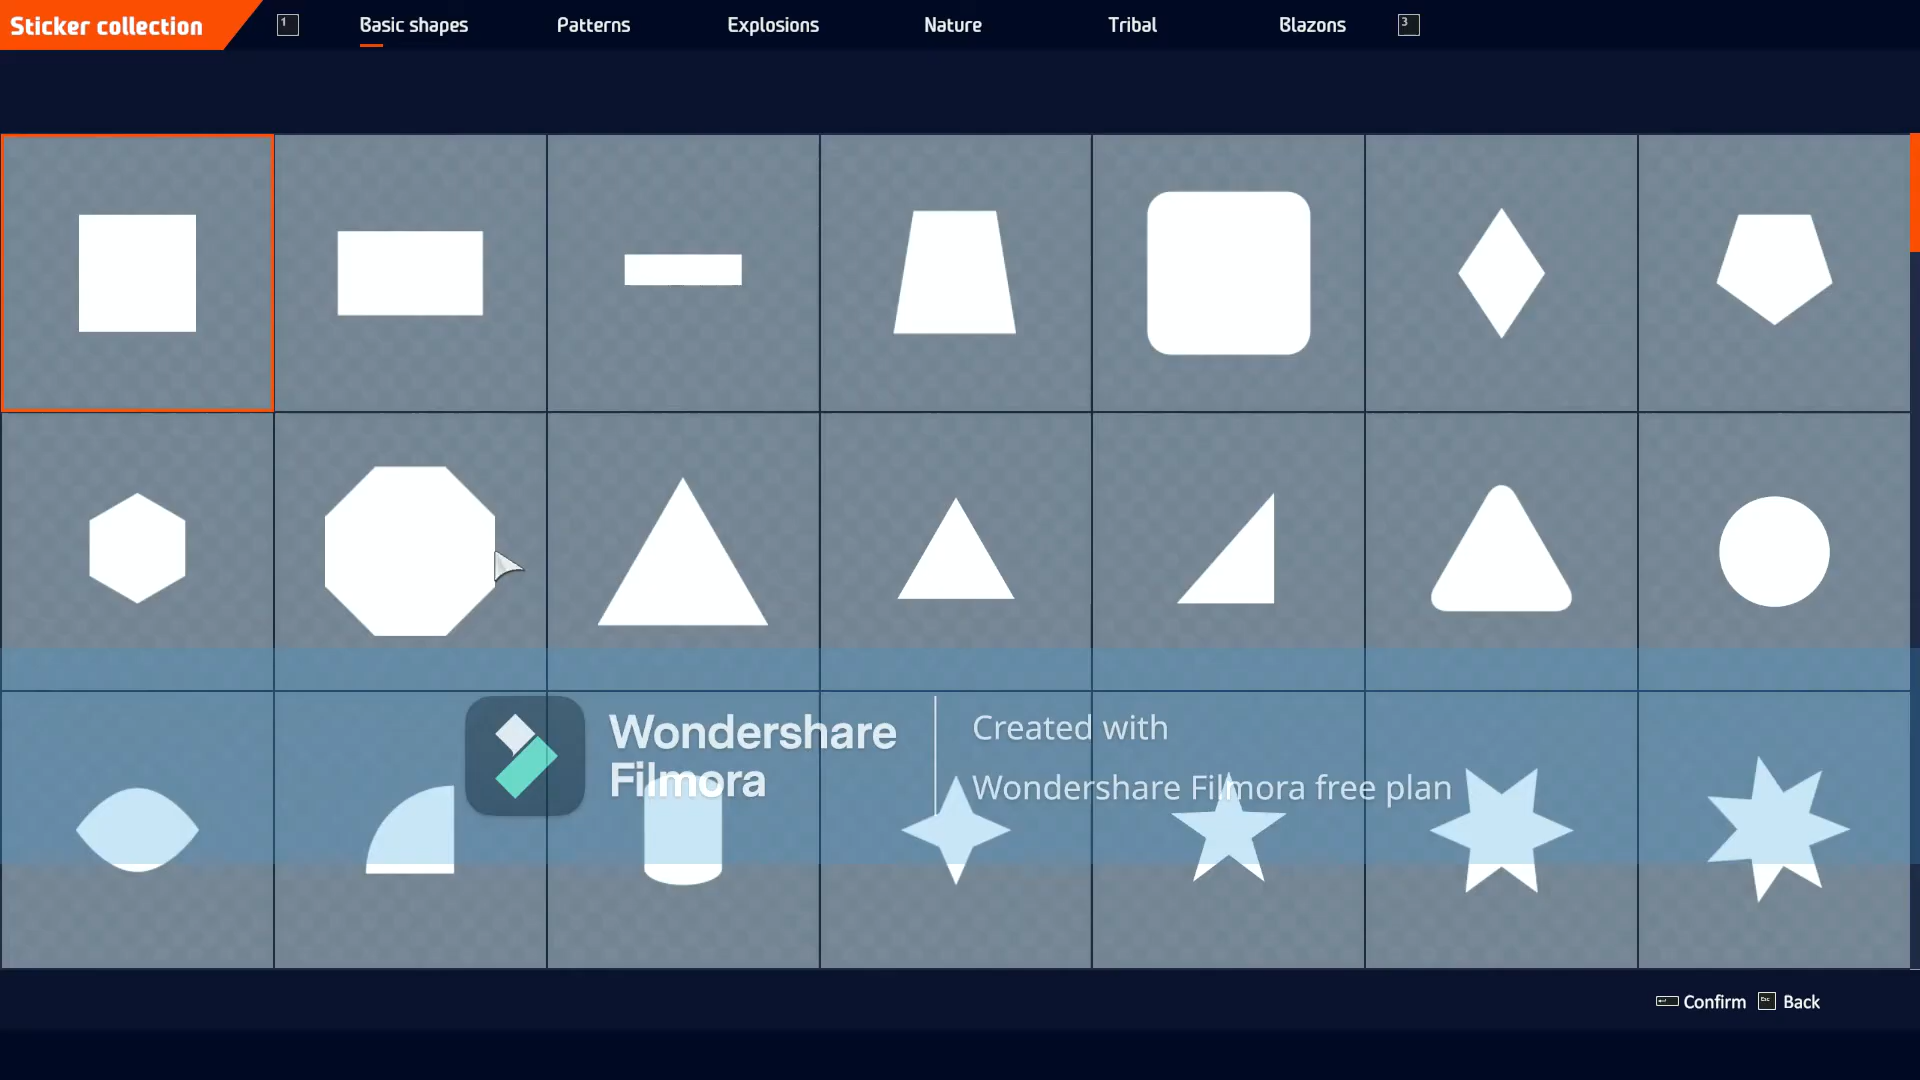 Sticker collection
1
Basic shapes
Patterns
Explosions
Nature
Tribal
Blazons
3
Wondershare
Filmora
Created with
Wondershare Filmora free plan
Confirm
Esc
Back